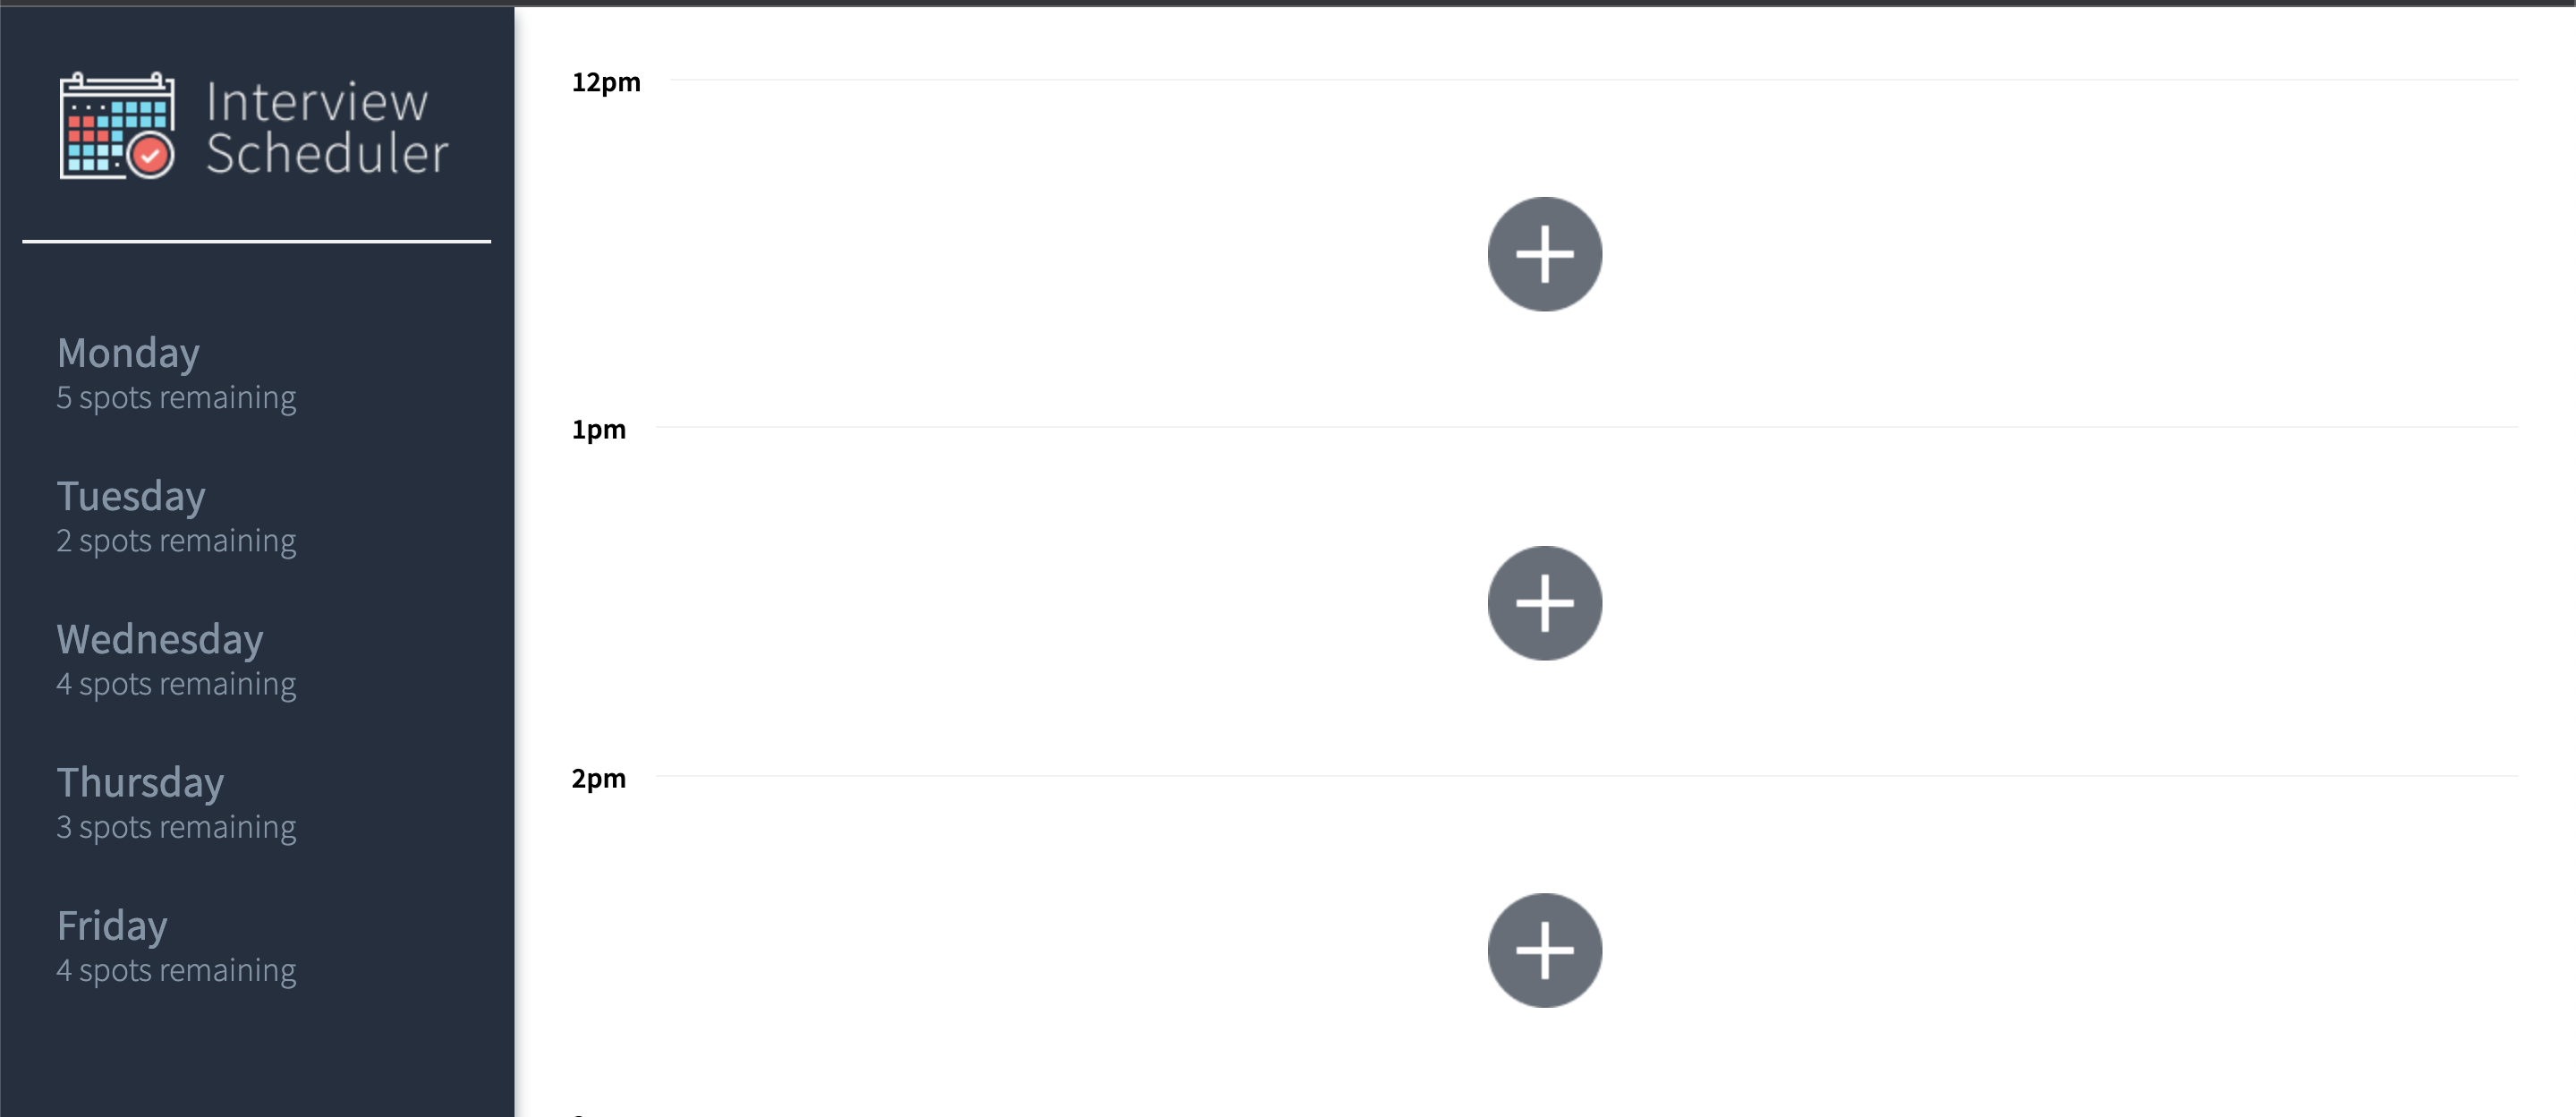 Interview
Scheduler
Monday
5 spots remaining
Tuesday
2 spots remaining
Wednesday
4 spots remaining
Thursday
3 spots remaining
Friday
4 spots remaining
12pm
1pm
2pm